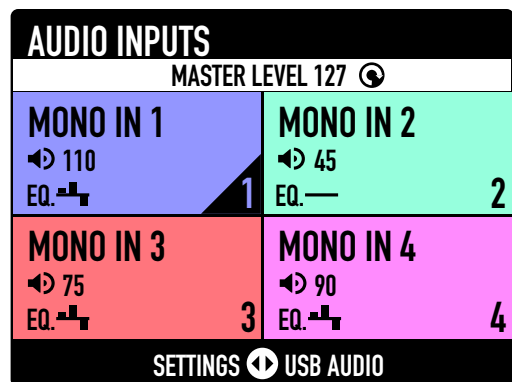 AUDIO INPUTS
MASTER LEVEL 127
MONO IN 1
110
EQ.
1
MONO IN 2
45
EQ.
2
MONO IN 3
75
EQ.
3
MONO IN 4
90
EQ.
4
SETTINGS USB AUDIO